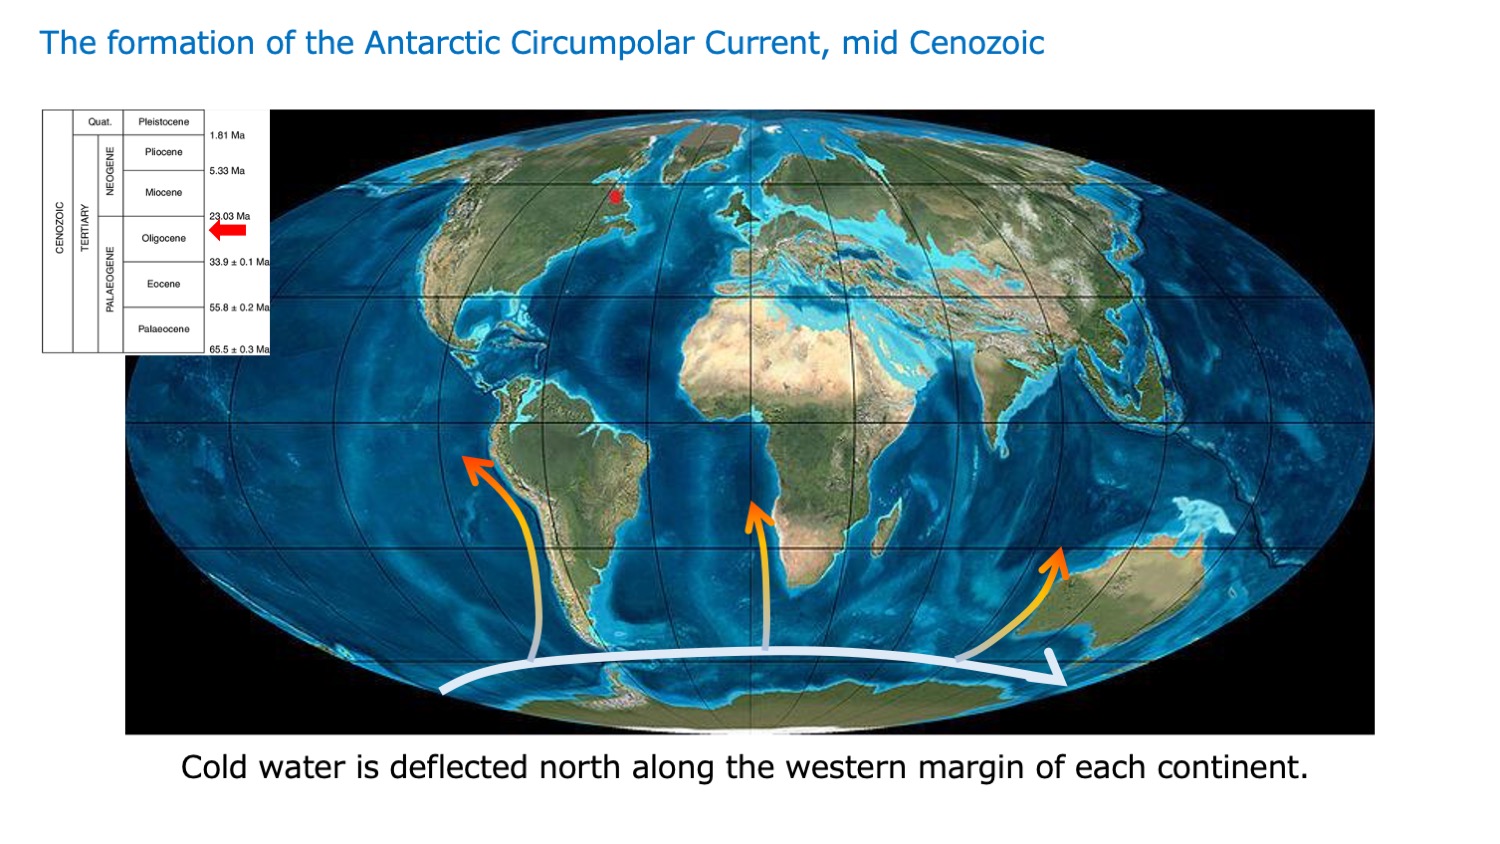 The formation of the Antarctic Circumpolar Current, mid Cenozoic
CENOZOIC
TERTIARY
Quat.
NEOGENE
PALAEOGENE
Pleistocene
1.81 Ma
Pliocene
5.33 Ma
Miocene
23.03 Ma
Oligocene
33.9 ± 0.1 Ma
Eocene
55.8 ± 0.2 Ma
Palaeocene
65.5 ± 0.3 Ma
Cold water is deflected north along the western margin of each continent.